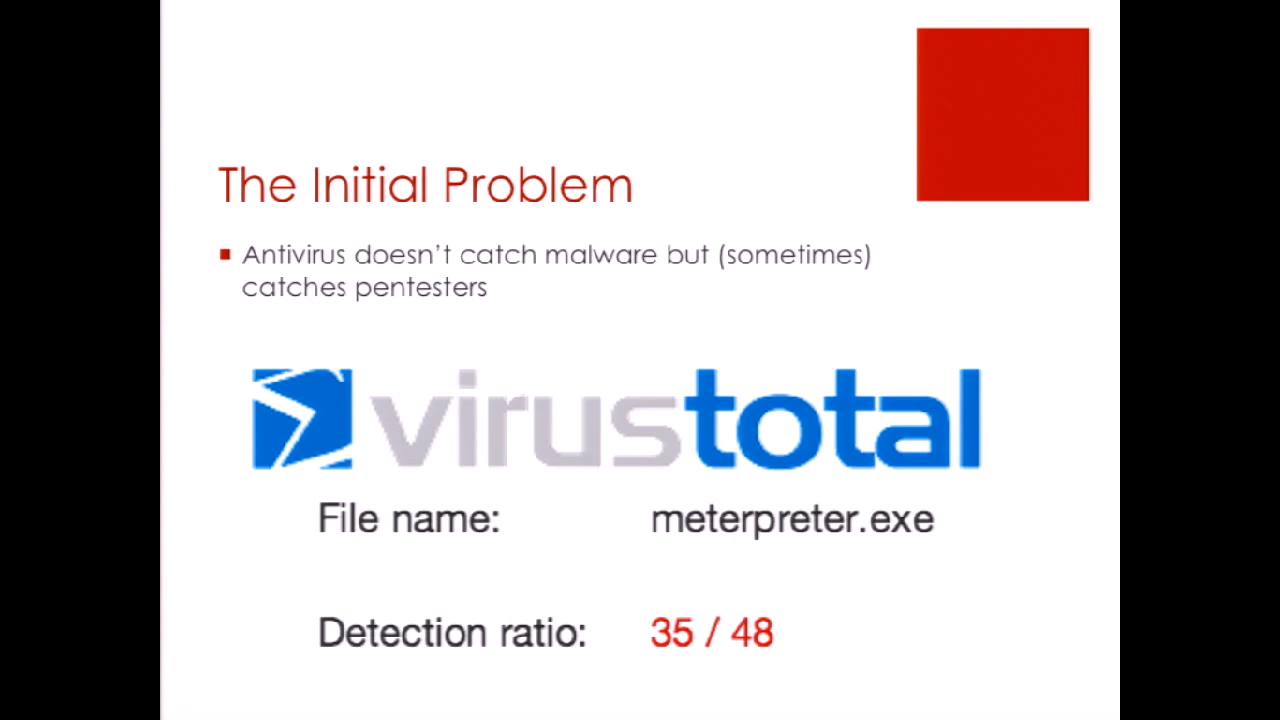 The Initial Problem
Antivirus doesn't catch malware but (sometimes)
catches pentesters
virustotal
File name: meterpreter.exe
Detection ratio: 35 / 48